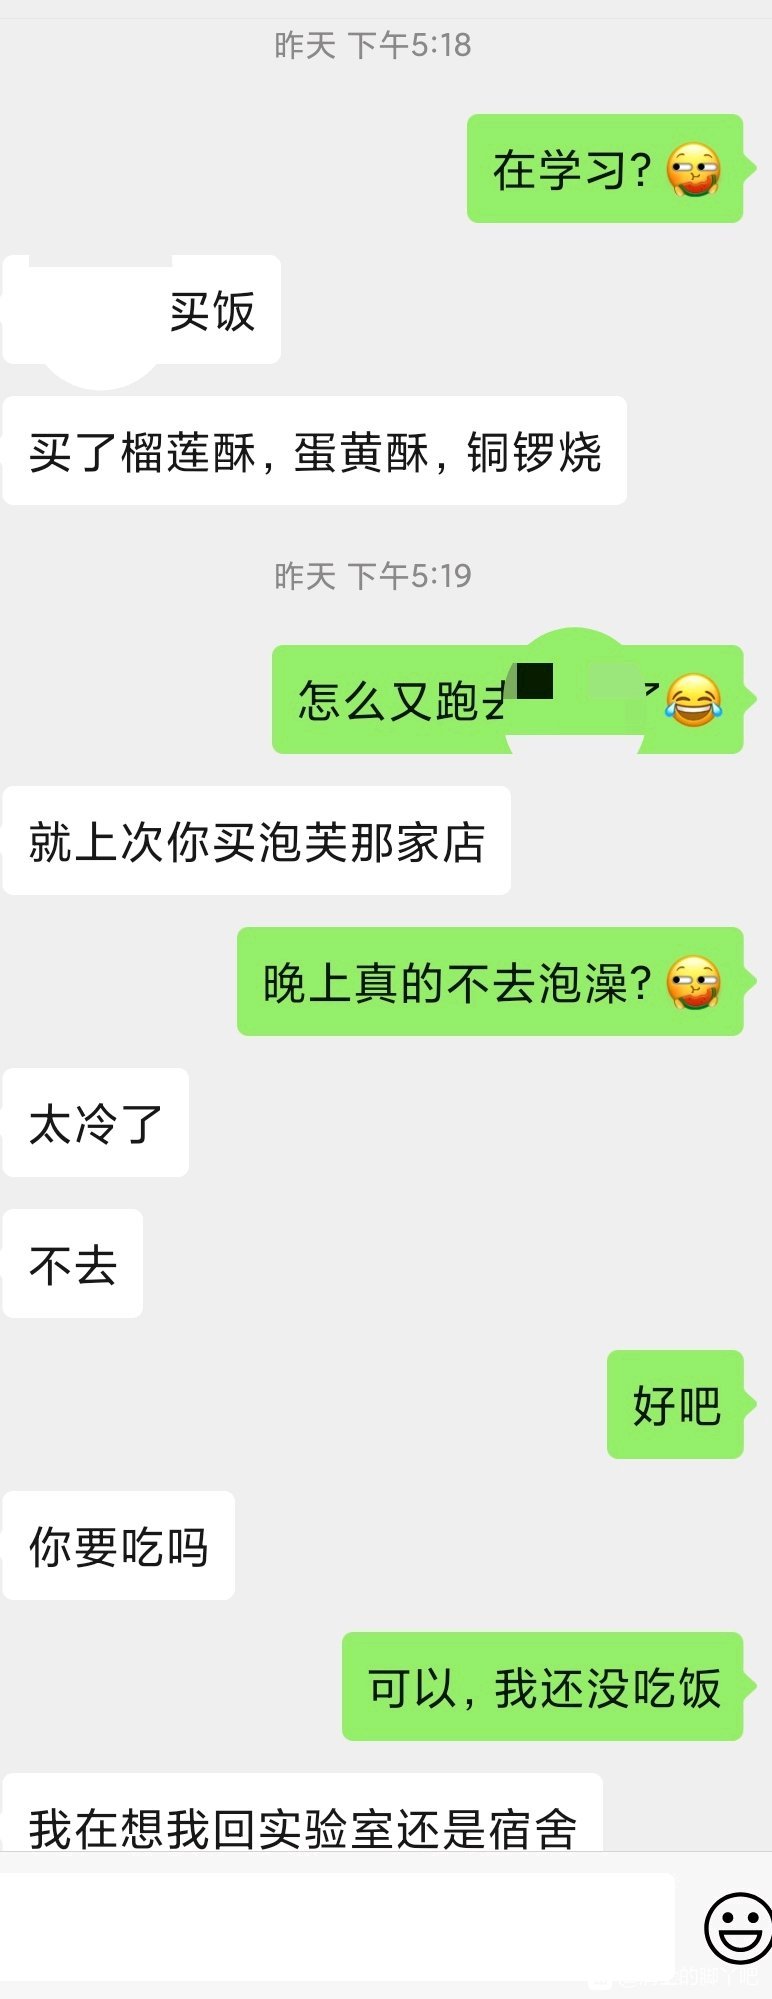 昨天 下午5:18
在学习?
买饭
买了榴莲酥, 蛋黄酥, 铜锣烧
昨天 下午5:19
怎么又跑去
就上次你买泡芙那家店
晚上真的不去泡澡?
太冷了
不去
好吧
你要吃吗
可以, 我还没吃饭
我在想我回实验室还是宿舍